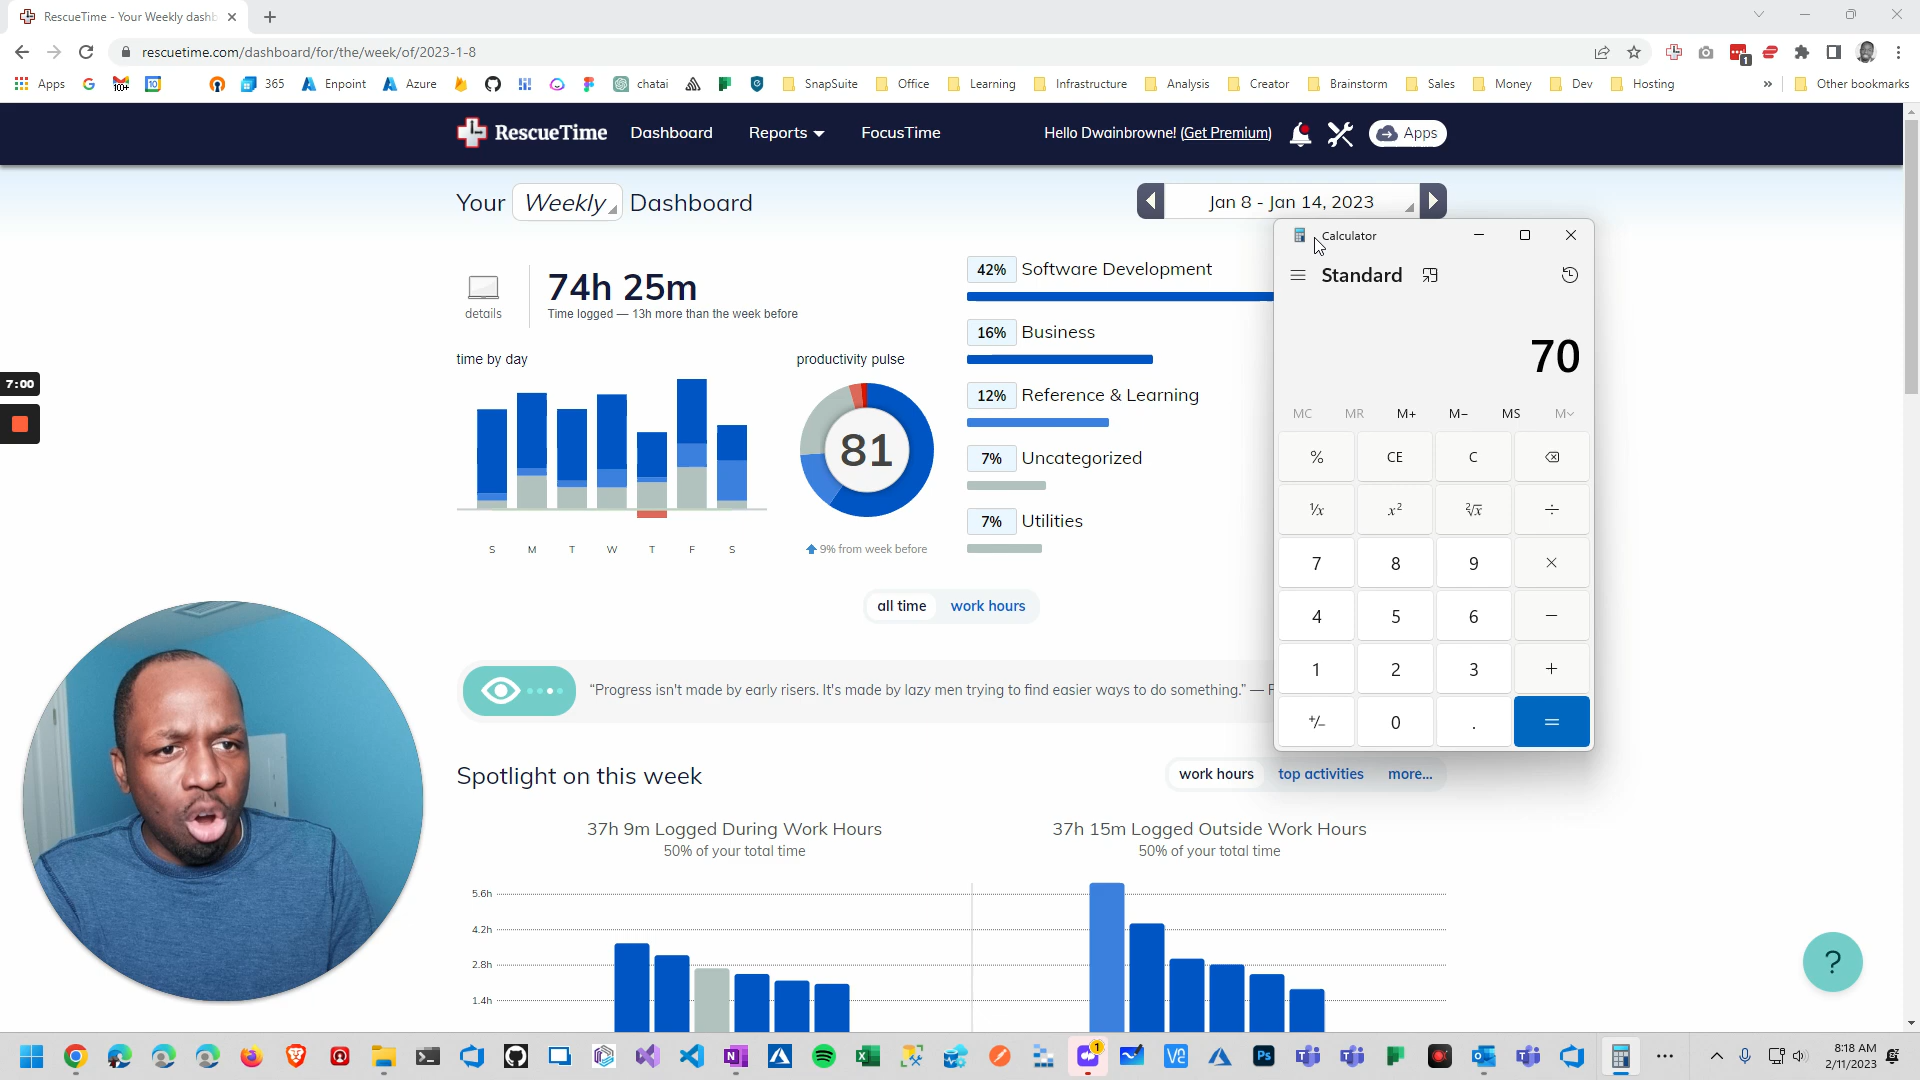 RescueTime - Your Weekly dashb
rescuetime.com/dashboard/for/the/week/of/2023-1-8
1
Apps
100+
365
Enpoint
Azure
chatai
SnapSuite
Office
Learning
Infrastructure
Analysis
Creator
Brainstorm
Sales
Money
Dev
Hosting
»
Other bookmarks
RescueTime
Dashboard
Reports
FocusTime
Hello Dwainbrowne! (Get Premium)
Apps
Your Weekly Dashboard
Jan 8 - Jan 14, 2023
details
74h 25m
Time logged — 13h more than the week before
time by day
S M T W T F S
productivity pulse
81
9% from week before
42% Software Development
16% Business
12% Reference & Learning
7% Uncategorized
7% Utilities
all time work hours
“Progress isn't made by early risers. It's made by lazy men trying to find easier ways to do something.” — F
Calculator
Standard
70
MC MR M+ M− MS M
% CE C
¹/x x² ²√x ÷
7 8 9 ×
4 5 6 −
1 2 3 +
+/− 0 . =
7:00
Spotlight on this week
work hours top activities more...
37h 9m Logged During Work Hours
50% of your total time
37h 15m Logged Outside Work Hours
50% of your total time
5.6h
4.2h
2.8h
1.4h
?
1
Ps
8:18 AM
2/11/2023